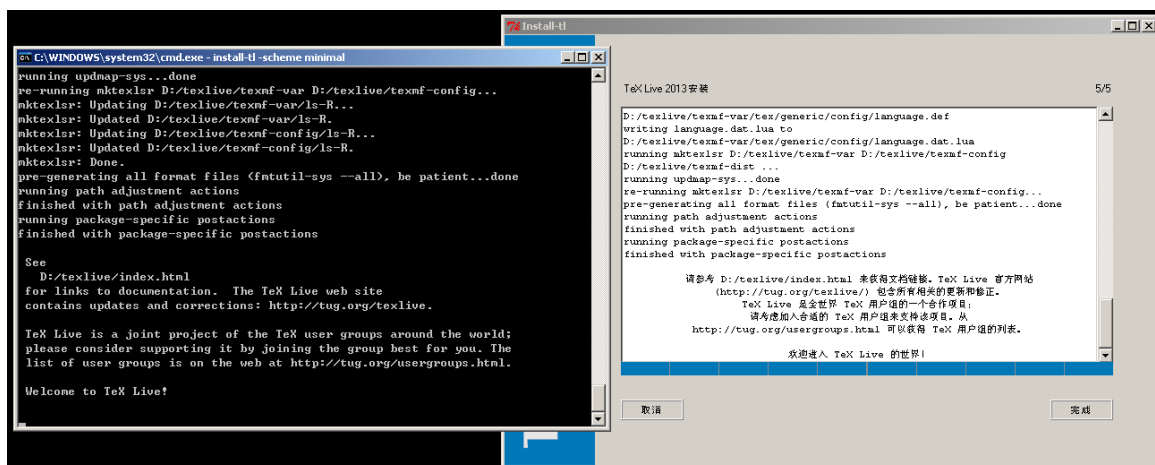 C:\WINDOWS\system32\cmd.exe - install-tl -scheme minimal
running updmap-sys...done
re-running mktexlsr D:/texlive/texmf-var D:/texlive/texmf-config...
mktexlsr: Updating D:/texlive/texmf-var/ls-R...
mktexlsr: Updated D:/texlive/texmf-var/ls-R.
mktexlsr: Updating D:/texlive/texmf-config/ls-R...
mktexlsr: Updated D:/texlive/texmf-config/ls-R.
mktexlsr: Done.
pre-generating all format files (fmtutil-sys --all), be patient...done
running path adjustment actions
finished with path adjustment actions
running package-specific postactions
finished with package-specific postactions
See
D:/texlive/index.html
for links to documentation.  The TeX Live web site
contains updates and corrections: http://tug.org/texlive.
TeX Live is a joint project of the TeX user groups around the world;
please consider supporting it by joining the group best for you. The
list of user groups is on the web at http://tug.org/usergroups.html.
Welcome to TeX Live!
Install-tl
TeX Live 2013安装
5/5
D:/texlive/texmf-var/tex/generic/config/language.def
writing language.dat.lua to
D:/texlive/texmf-var/tex/generic/config/language.dat.lua
running mktexlsr D:/texlive/texmf-var D:/texlive/texmf-config
D:/texlive/texmf-dist ...
running updmap-sys...done
re-running mktexlsr D:/texlive/texmf-var D:/texlive/texmf-config...
pre-generating all format files (fmtutil-sys --all), be patient...done
running path adjustment actions
finished with path adjustment actions
running package-specific postactions
finished with package-specific postactions
请参考 D:/texlive/index.html 来获得文档链接。TeX Live 官方网站
(http://tug.org/texlive/) 包含所有相关的更新和修正。
TeX Live 是全世界 TeX 用户组的一个合作项目；
请考虑加入合适的 TeX 用户组来支持该项目。从
http://tug.org/usergroups.html 可以获得 TeX 用户组的列表。
欢迎进入 TeX Live 的世界！
取消
完成